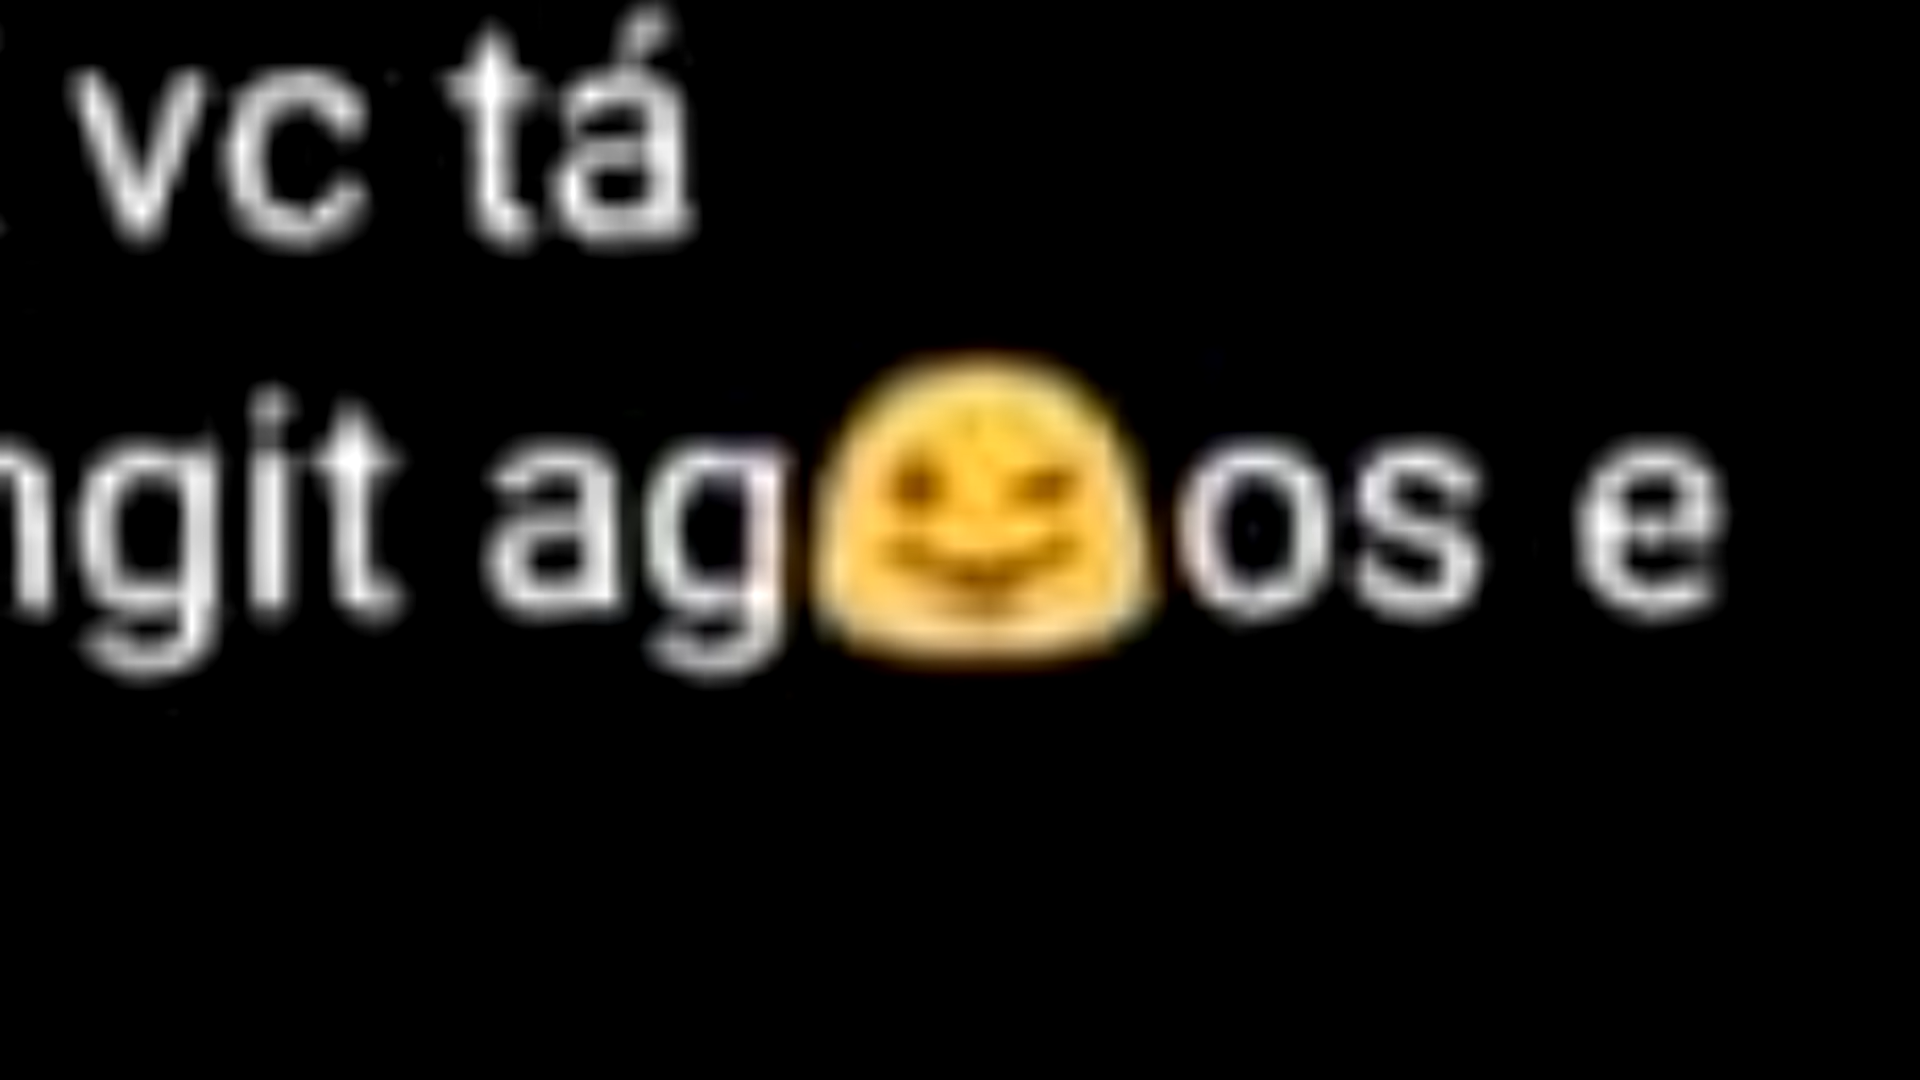 vc tá
ngit ag😉os e